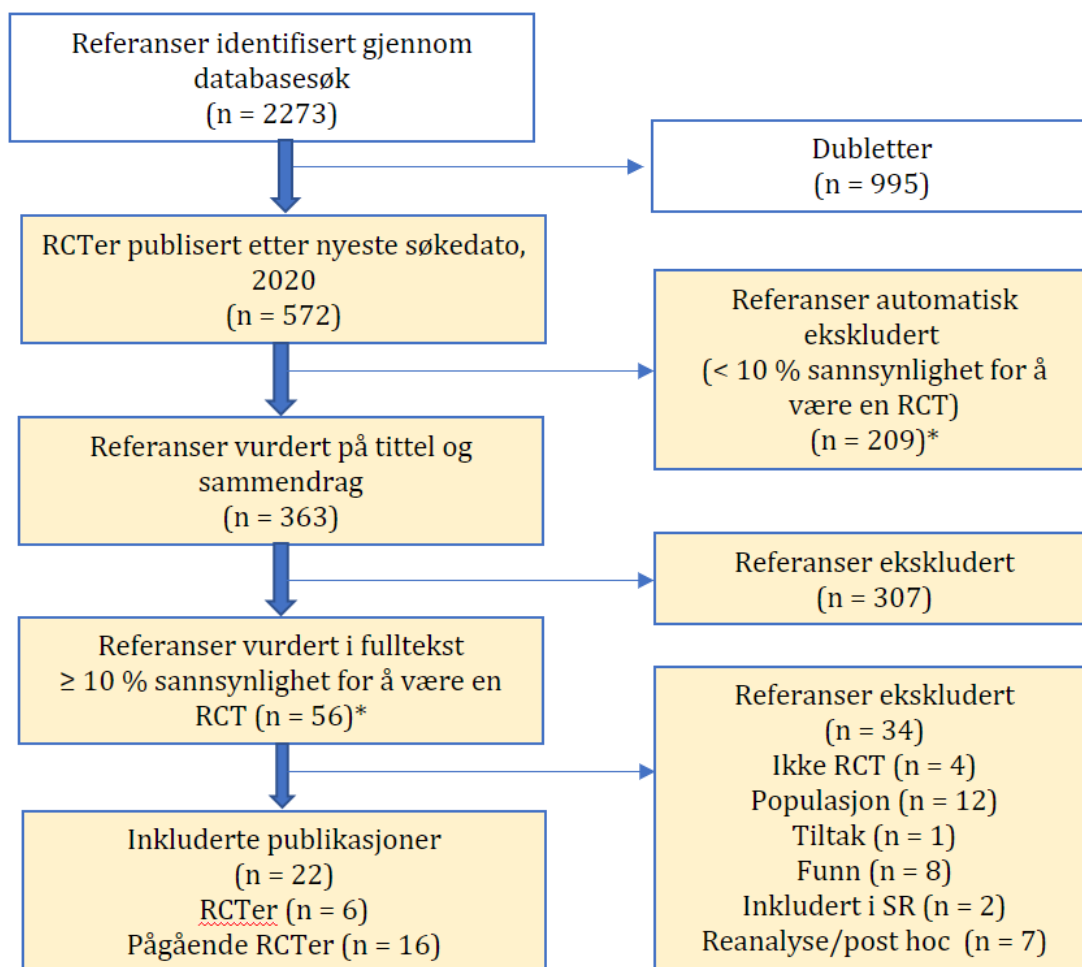 Referanser identifisert gjennom
databasesøk
(n = 2273)
Dubletter
(n = 995)
RCTer publisert etter nyeste søkedato,
2020
(n = 572)
Referanser automatisk
ekskludert
(< 10 % sannsynlighet for å
være en RCT)
(n = 209)*
Referanser vurdert på tittel og
sammendrag
(n = 363)
Referanser ekskludert
(n = 307)
Referanser vurdert i fulltekst
≥ 10 % sannsynlighet for å være en
RCT (n = 56)*
Referanser ekskludert
(n = 34)
Ikke RCT (n = 4)
Populasjon (n = 12)
Tiltak (n = 1)
Funn (n = 8)
Inkludert i SR (n = 2)
Reanalyse/post hoc (n = 7)
Inkluderte publikasjoner
(n = 22)
RCTer (n = 6)
Pågående RCTer (n = 16)